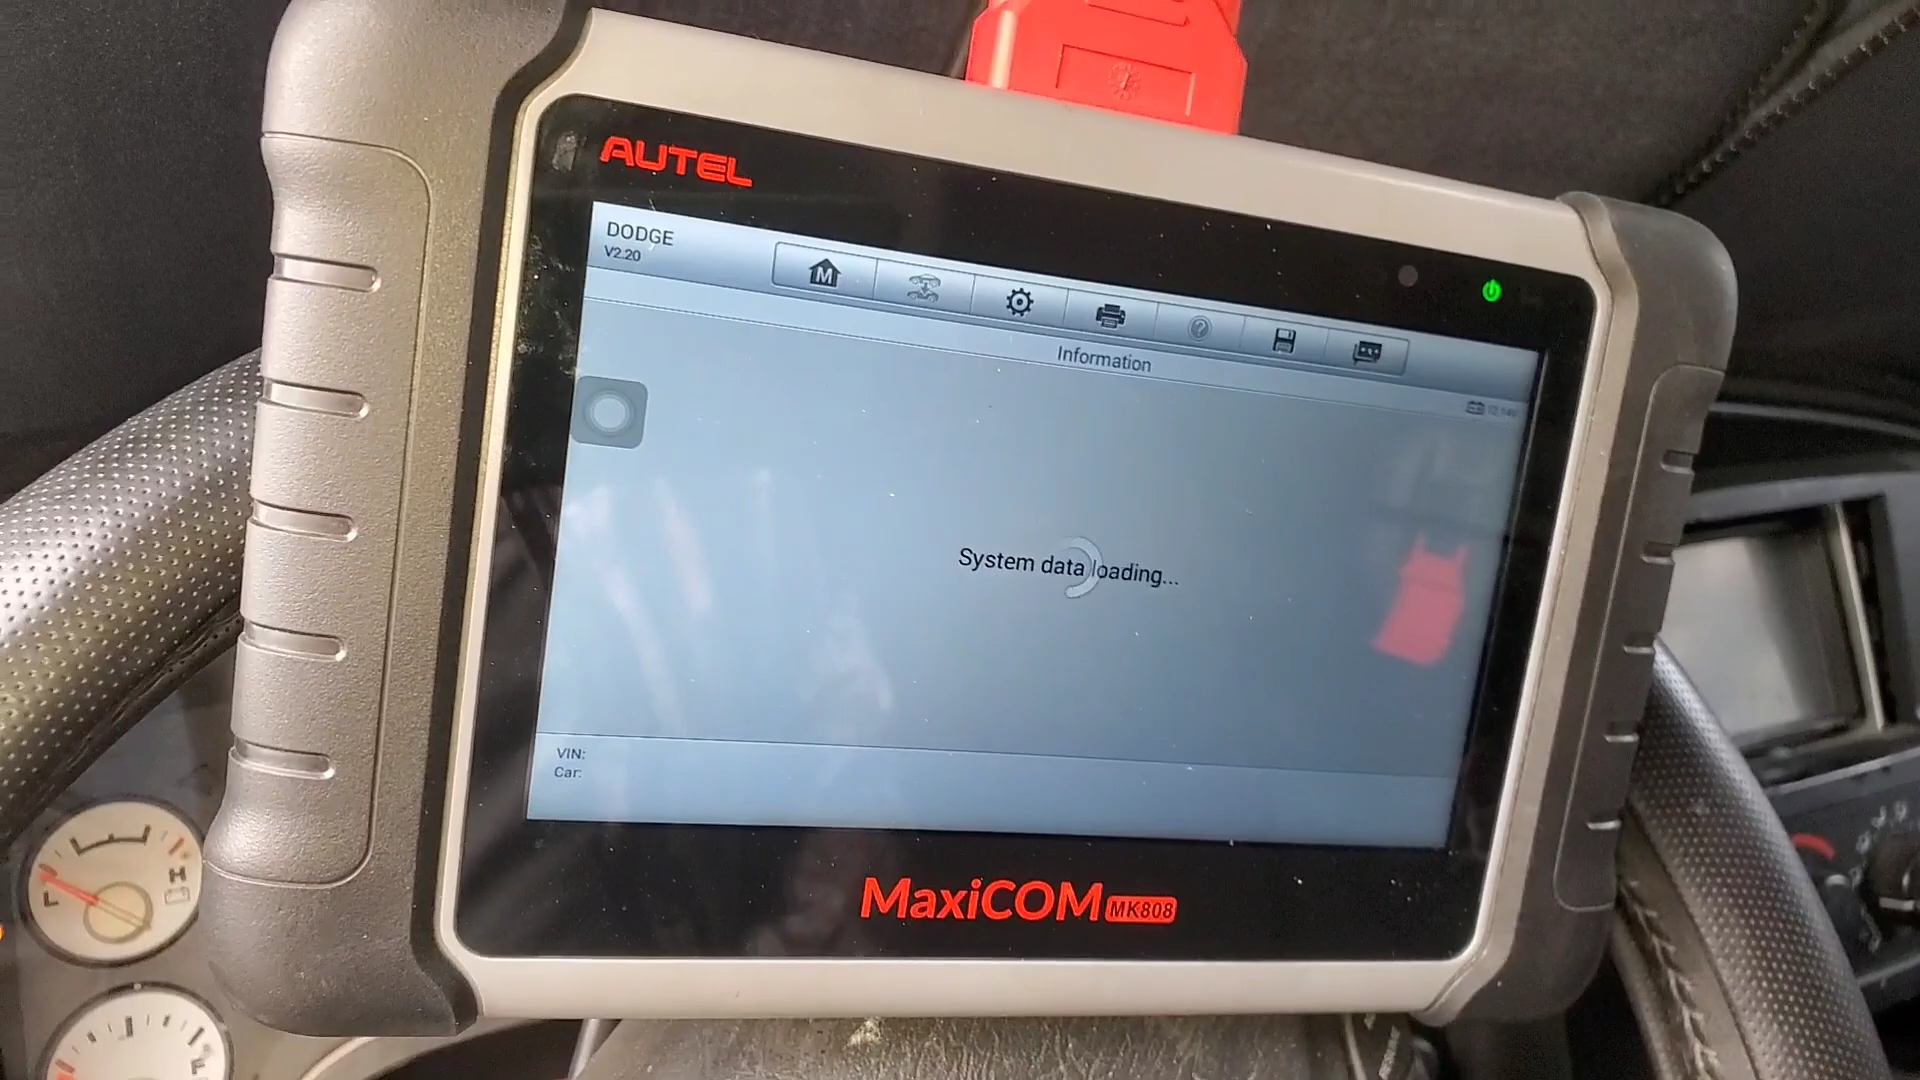 AUTEL
DODGE
V2.20
M
Information
System data loading...
VIN:
Car:
MaxiCOM MK808
L
H